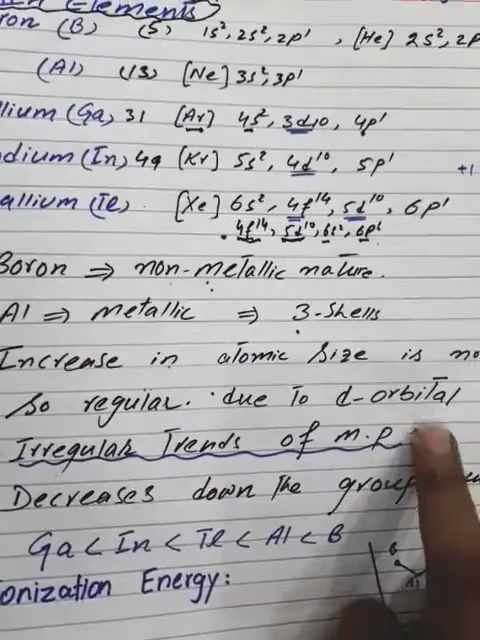 Elements
ron (B) (5) 1s², 2s², 2p¹ , [He] 2s², 2p
(Al) (13) [Ne] 3s², 3p¹
llium (Ga) 31 [Ar] 4s², 3d10, 4p¹
dium (In) 49 [Kr] 5s², 4d¹⁰, 5p¹ +1
allium (Tl) [Xe] 6s², 4f¹⁴, 5d¹⁰, 6p¹
4f¹⁴, 5d¹⁰, 6s², 6p¹
Boron ⇒ non-metallic nature.
Al ⇒ metallic ⇒ 3-shells
Increase in atomic size is no
So regular. due to d-orbital
Irregular Trends of m.p
Decreases down the group
Ga < In < Tl < Al < B
B
onization Energy: